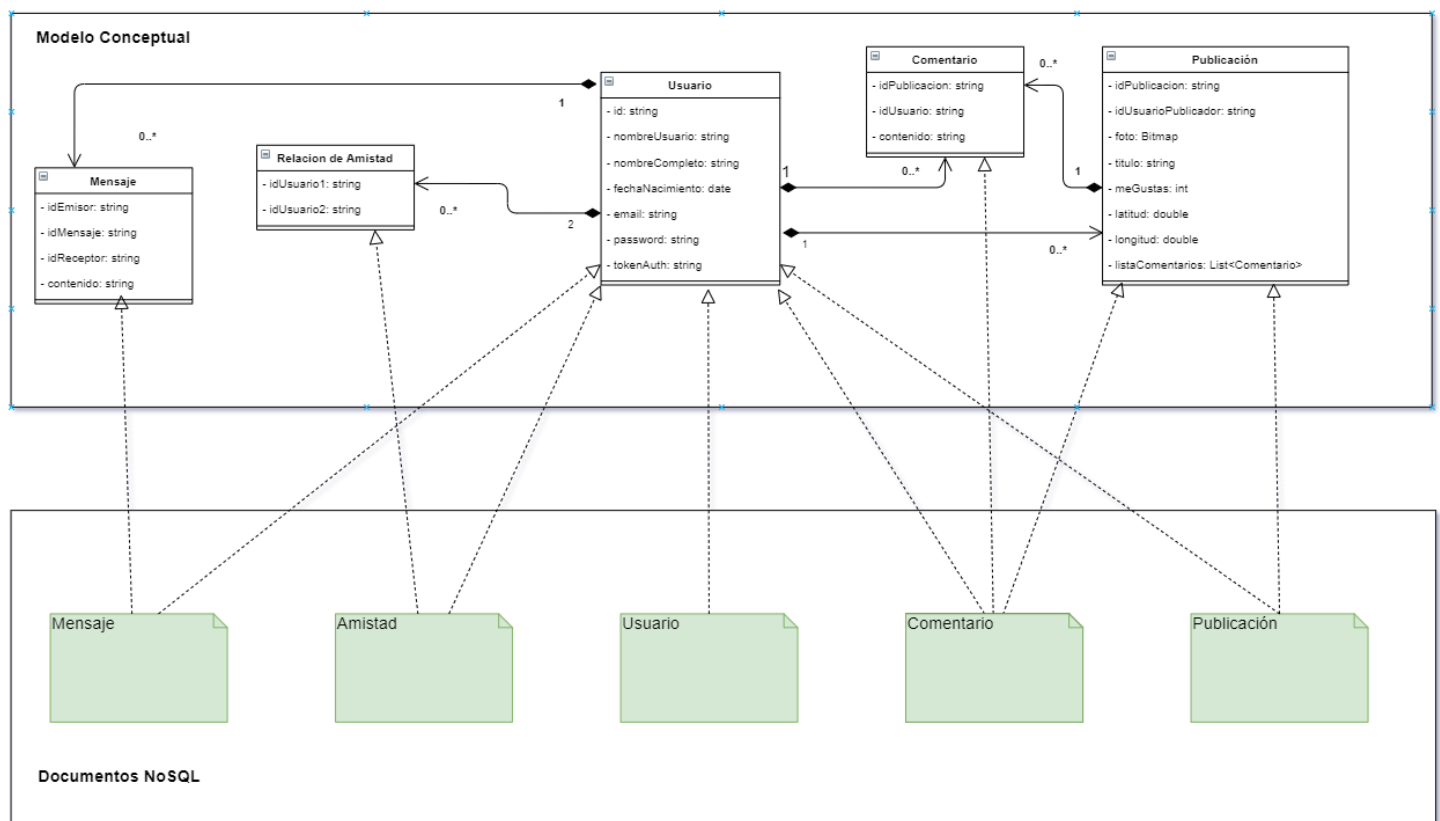 Modelo Conceptual
Mensaje
- idEmisor: string
- idMensaje: string
- idReceptor: string
- contenido: string
0..*
1
Relacion de Amistad
- idUsuario1: string
- idUsuario2: string
0..*
2
Usuario
- id: string
- nombreUsuario: string
- nombreCompleto: string
- fechaNacimiento: date
- email: string
- password: string
- tokenAuth: string
1
0..*
1
0..*
Comentario
- idPublicacion: string
- idUsuario: string
- contenido: string
0..*
1
Publicación
- idPublicacion: string
- idUsuarioPublicador: string
- foto: Bitmap
- titulo: string
- meGustas: int
- latitud: double
- longitud: double
- listaComentarios: List<Comentario>
Mensaje
Amistad
Usuario
Comentario
Publicación
Documentos NoSQL